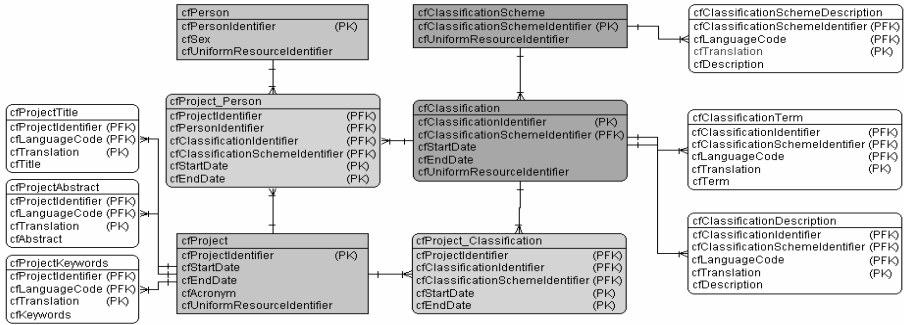 cfPerson
cfPersonIdentifier (PK)
cfSex
cfUniformResourceIdentifier
cfClassificationScheme
cfClassificationSchemeIdentifier (PK)
cfUniformResourceIdentifier
cfClassificationSchemeDescription
cfClassificationSchemeIdentifier (PFK)
cfLanguageCode (PFK)
cfTranslation (PK)
cfDescription
cfProjectTitle
cfProjectIdentifier (PFK)
cfLanguageCode (PFK)
cfTranslation (PK)
cfTitle
cfProject_Person
cfProjectIdentifier (PFK)
cfPersonIdentifier (PFK)
cfClassificationIdentifier (PFK)
cfClassificationSchemeIdentifier (PFK)
cfStartDate (PK)
cfEndDate (PK)
cfClassification
cfClassificationIdentifier (PK)
cfClassificationSchemeIdentifier (PFK)
cfStartDate
cfEndDate
cfUniformResourceIdentifier
cfClassificationTerm
cfClassificationIdentifier (PFK)
cfClassificationSchemeIdentifier (PFK)
cfLanguageCode (PFK)
cfTranslation (PK)
cfTerm
cfProjectAbstract
cfProjectIdentifier (PFK)
cfLanguageCode (PFK)
cfTranslation (PK)
cfAbstract
cfProjectKeywords
cfProjectIdentifier (PFK)
cfLanguageCode (PFK)
cfTranslation (PK)
cfKeywords
cfProject
cfProjectIdentifier (PK)
cfStartDate
cfEndDate
cfAcronym
cfUniformResourceIdentifier
cfProject_Classification
cfProjectIdentifier (PFK)
cfClassificationIdentifier (PFK)
cfClassificationSchemeIdentifier (PFK)
cfStartDate (PK)
cfEndDate (PK)
cfClassificationDescription
cfClassificationIdentifier (PFK)
cfClassificationSchemeIdentifier (PFK)
cfLanguageCode (PFK)
cfTranslation (PK)
cfDescription